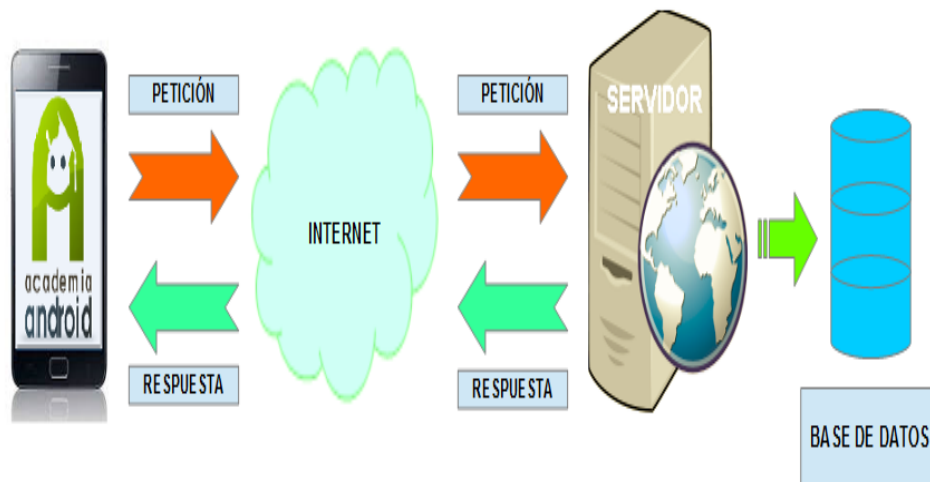 PETICIÓN
PETICIÓN
SERVIDOR
INTERNET
academia
android
RESPUESTA
RESPUESTA
BASE DE DATOS